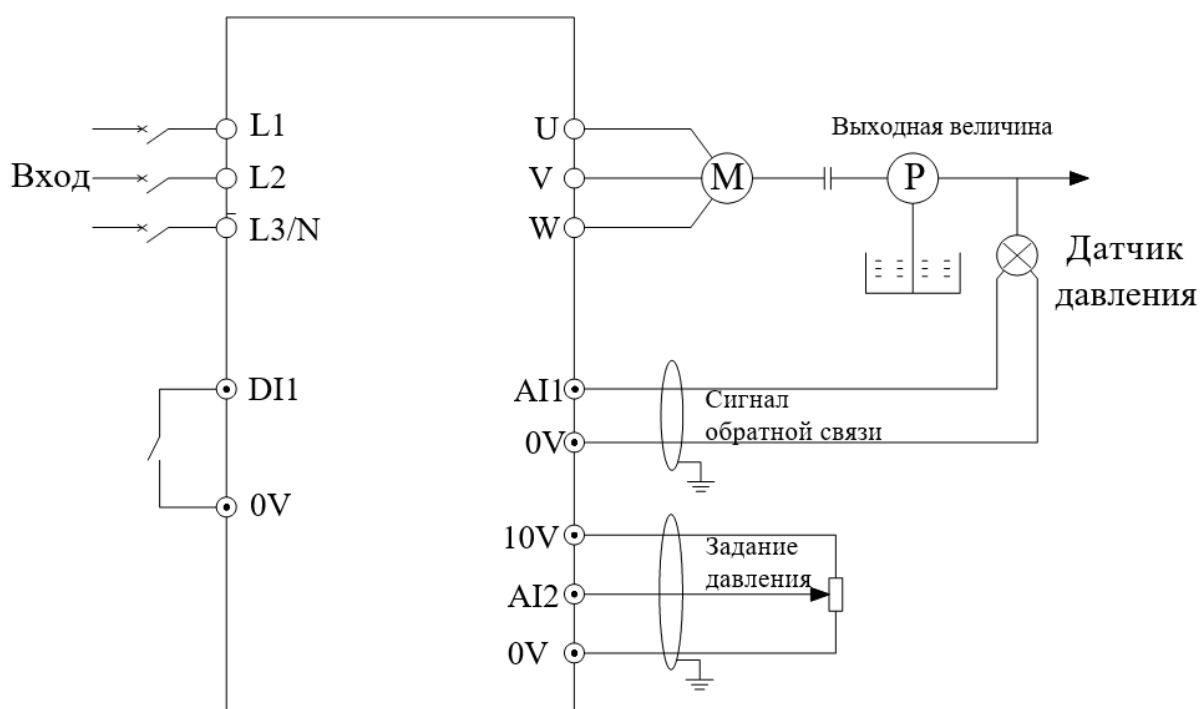 L1
Вход
L2
L3/N
DI1
0V
U
V
W
M
Выходная величина
P
Датчик
давления
AI1
0V
Сигнал
обратной связи
10V
AI2
0V
Задание
давления